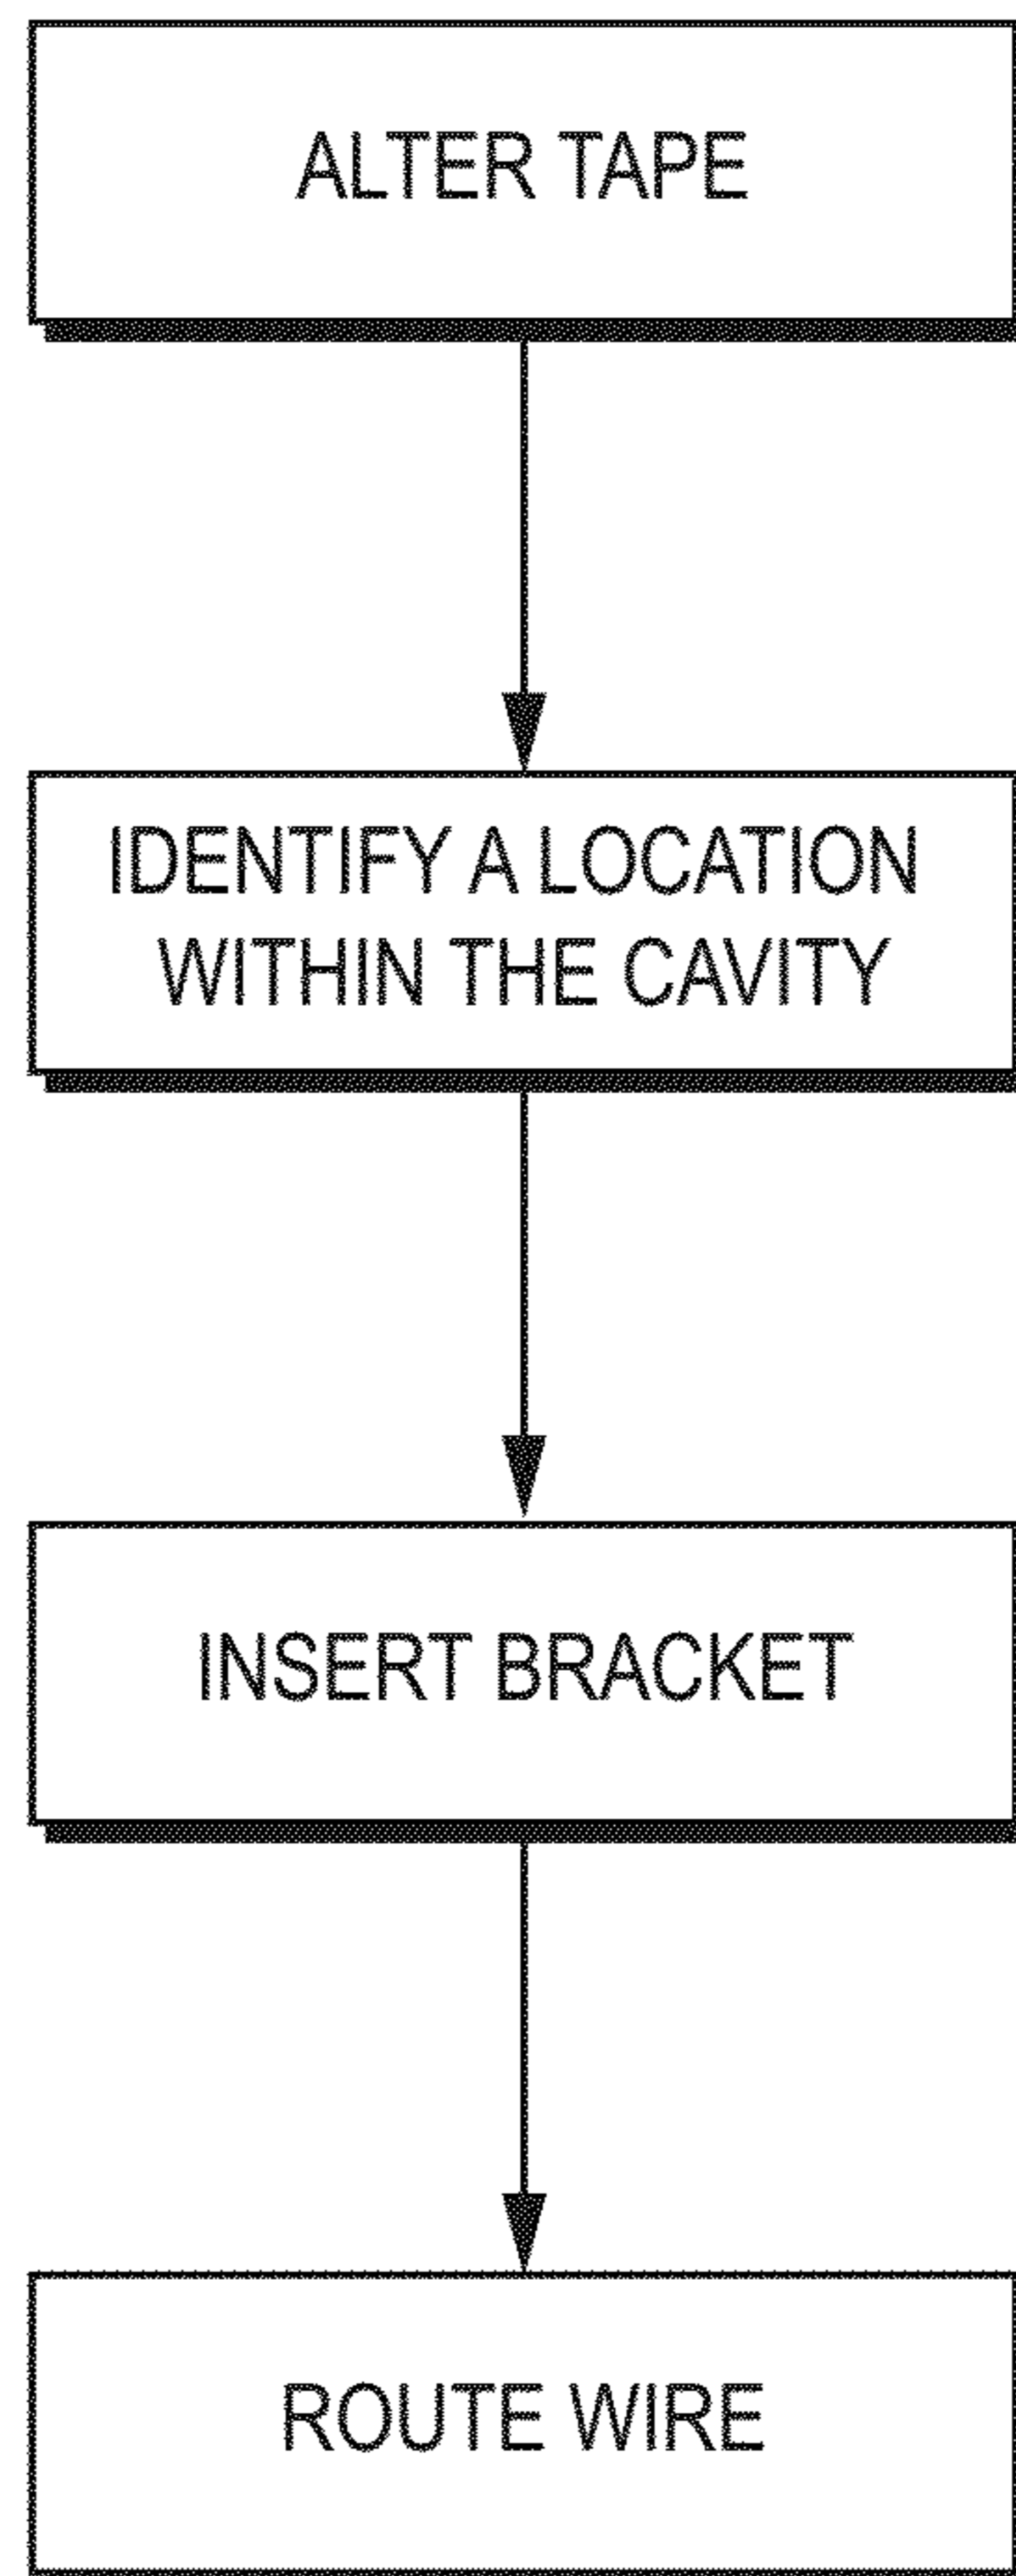 ALTER TAPE
IDENTIFY A LOCATION
WITHIN THE CAVITY
INSERT BRACKET
ROUTE WIRE